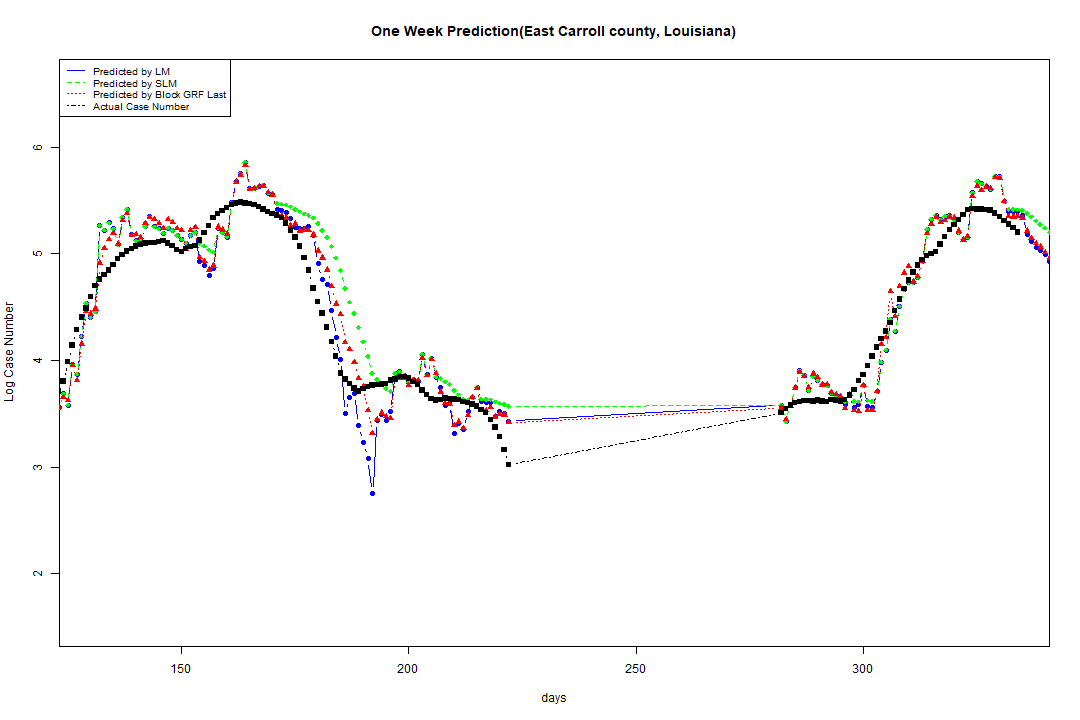 One Week Prediction(East Carroll county, Louisiana)
Predicted by LM
Predicted by SLM
Predicted by Block GRF Last
Actual Case Number
Log Case Number
6
5
4
3
2
150 200 250 300
days